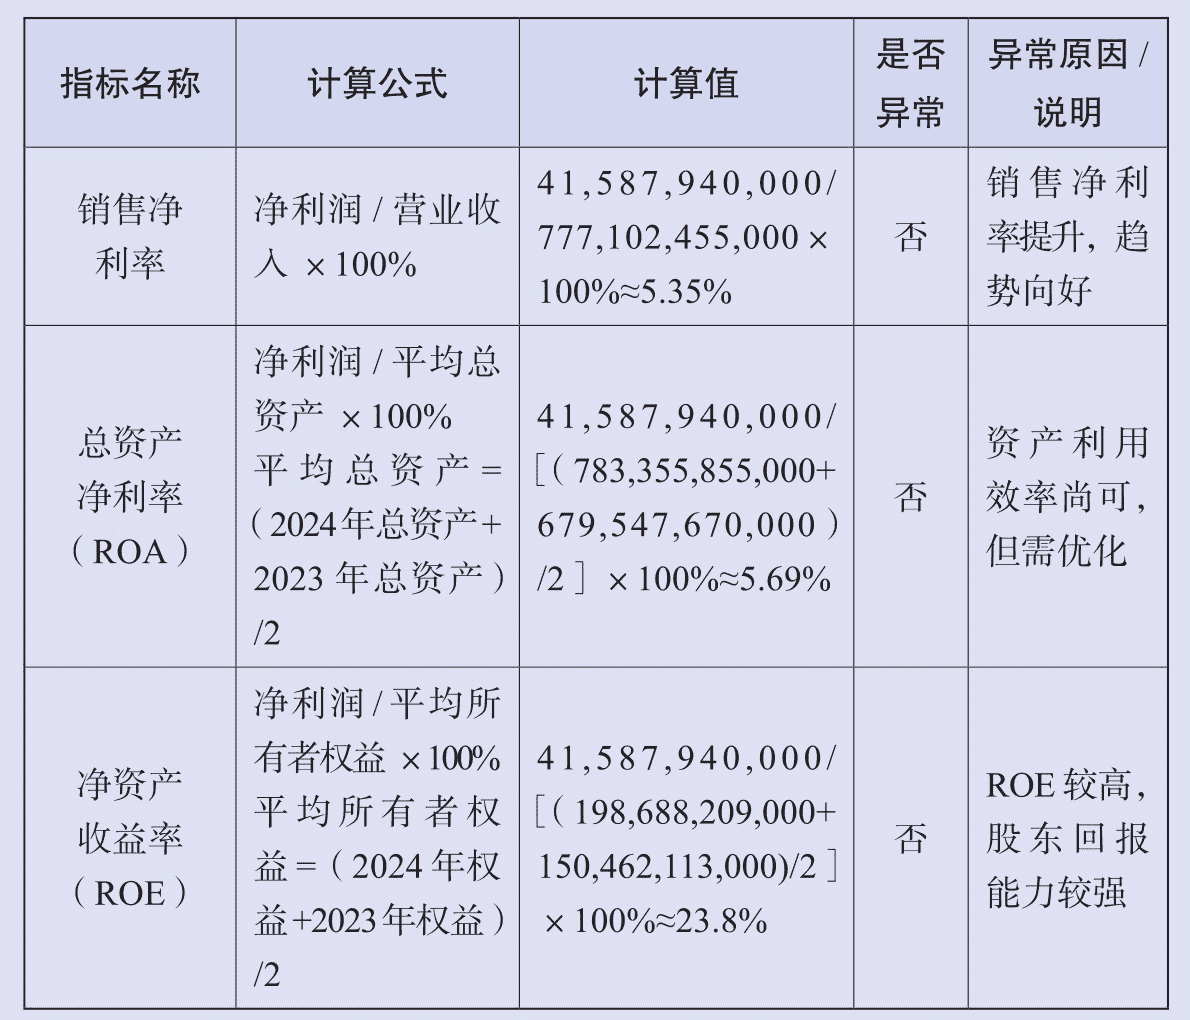 指标名称
计算公式
计算值
是否
异常
异常原因 /
说明
销售净
利率
净利润 / 营业收
入 ×100%
41,587,940,000/
777,102,455,000 ×
100%≈5.35%
否
销售净利
率提升，趋
势向好
总资产
净利率
（ROA）
净利润 / 平均总
资产 ×100%
平均总资产 =
（2024 年总资产 +
2023 年总资产）
/2
41,587,940,000/
［（783,355,855,000+
679,547,670,000）
/2］ ×100%≈5.69%
否
资产利用
效率尚可，
但需优化
净资产
收益率
（ROE）
净利润 / 平均所
有者权益 ×100%
平均所有者权
益 =（2024 年权
益 +2023 年权益）
/2
41,587,940,000/
［（198,688,209,000+
150,462,113,000)/2］
×100%≈23.8%
否
ROE 较高，
股东回报
能力较强